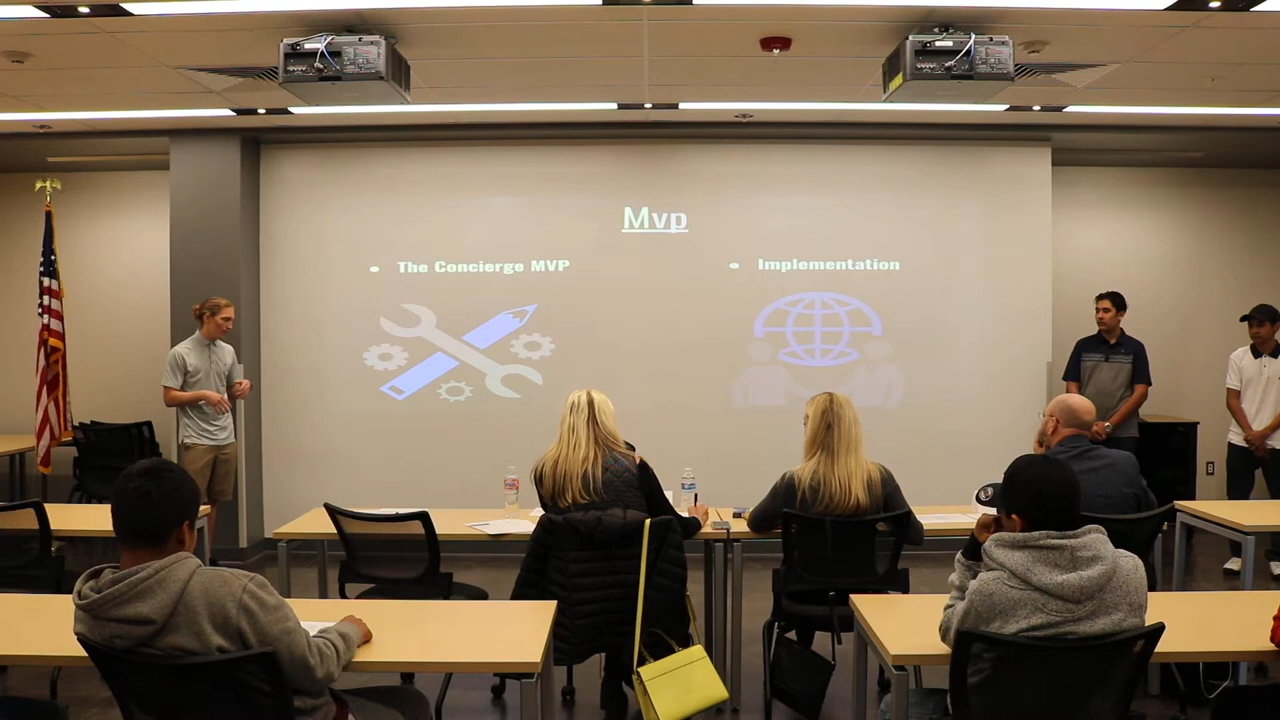 Mvp
• The Concierge MVP
• Implementation